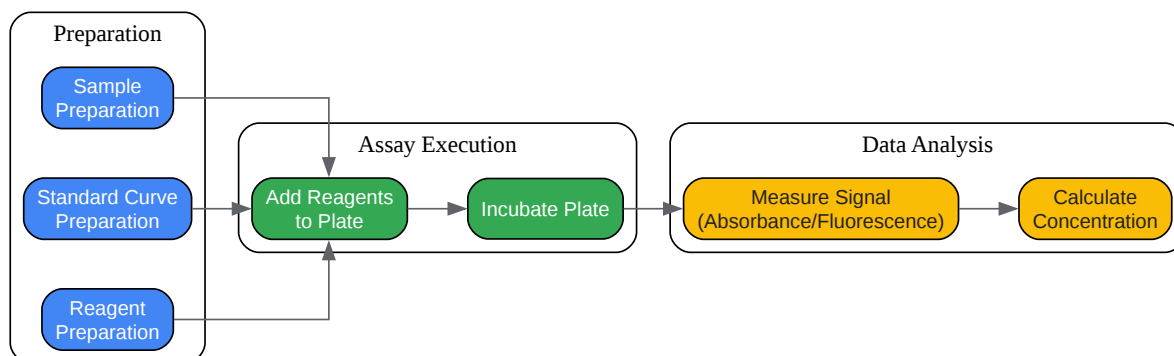 Preparation
Sample
Preparation
Standard Curve
Preparation
Reagent
Preparation
Assay Execution
Add Reagents
to Plate
Incubate Plate
Data Analysis
Measure Signal
(Absorbance/Fluorescence)
Calculate
Concentration